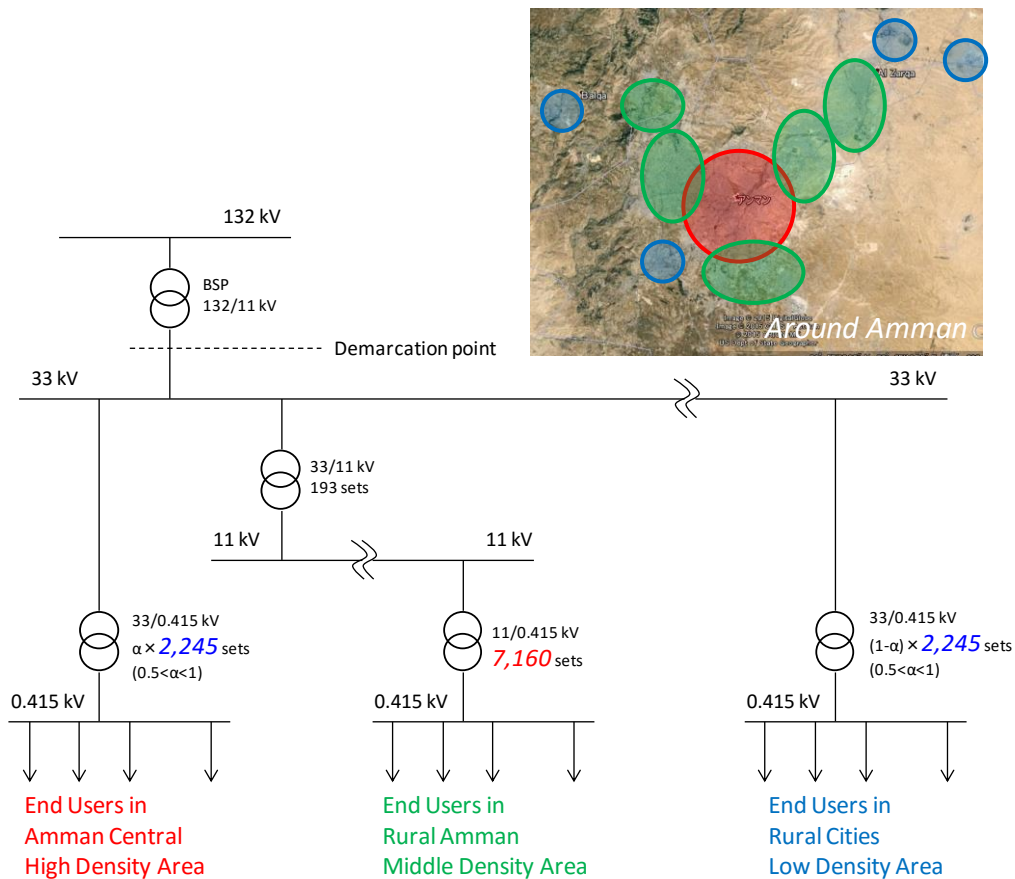 Balqa
Al Zarqa
アンマン
Around Amman
132 kV
BSP
132/11 kV
Demarcation point
33 kV
33 kV
33/11 kV
193 sets
11 kV
11 kV
33/0.415 kV
α × 2,245 sets
(0.5<α<1)
11/0.415 kV
7,160 sets
33/0.415 kV
(1-α) × 2,245 sets
(0.5<α<1)
0.415 kV
0.415 kV
0.415 kV
End Users in
Amman Central
High Density Area
End Users in
Rural Amman
Middle Density Area
End Users in
Rural Cities
Low Density Area